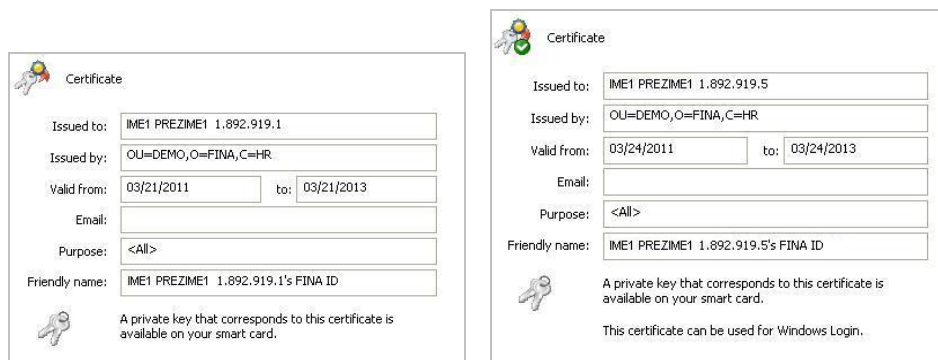 Certificate
Issued to: IME1 PREZIME1 1.892.919.1
Issued by: OU=DEMO,O=FINA,C=HR
Valid from: 03/21/2011 to: 03/21/2013
Email:
Purpose: <All>
Friendly name: IME1 PREZIME1 1.892.919.1's FINA ID
A private key that corresponds to this certificate is
available on your smart card.
Certificate
Issued to: IME1 PREZIME1 1.892.919.5
Issued by: OU=DEMO,O=FINA,C=HR
Valid from: 03/24/2011 to: 03/24/2013
Email:
Purpose: <All>
Friendly name: IME1 PREZIME1 1.892.919.5's FINA ID
A private key that corresponds to this certificate is
available on your smart card.
This certificate can be used for Windows Login.